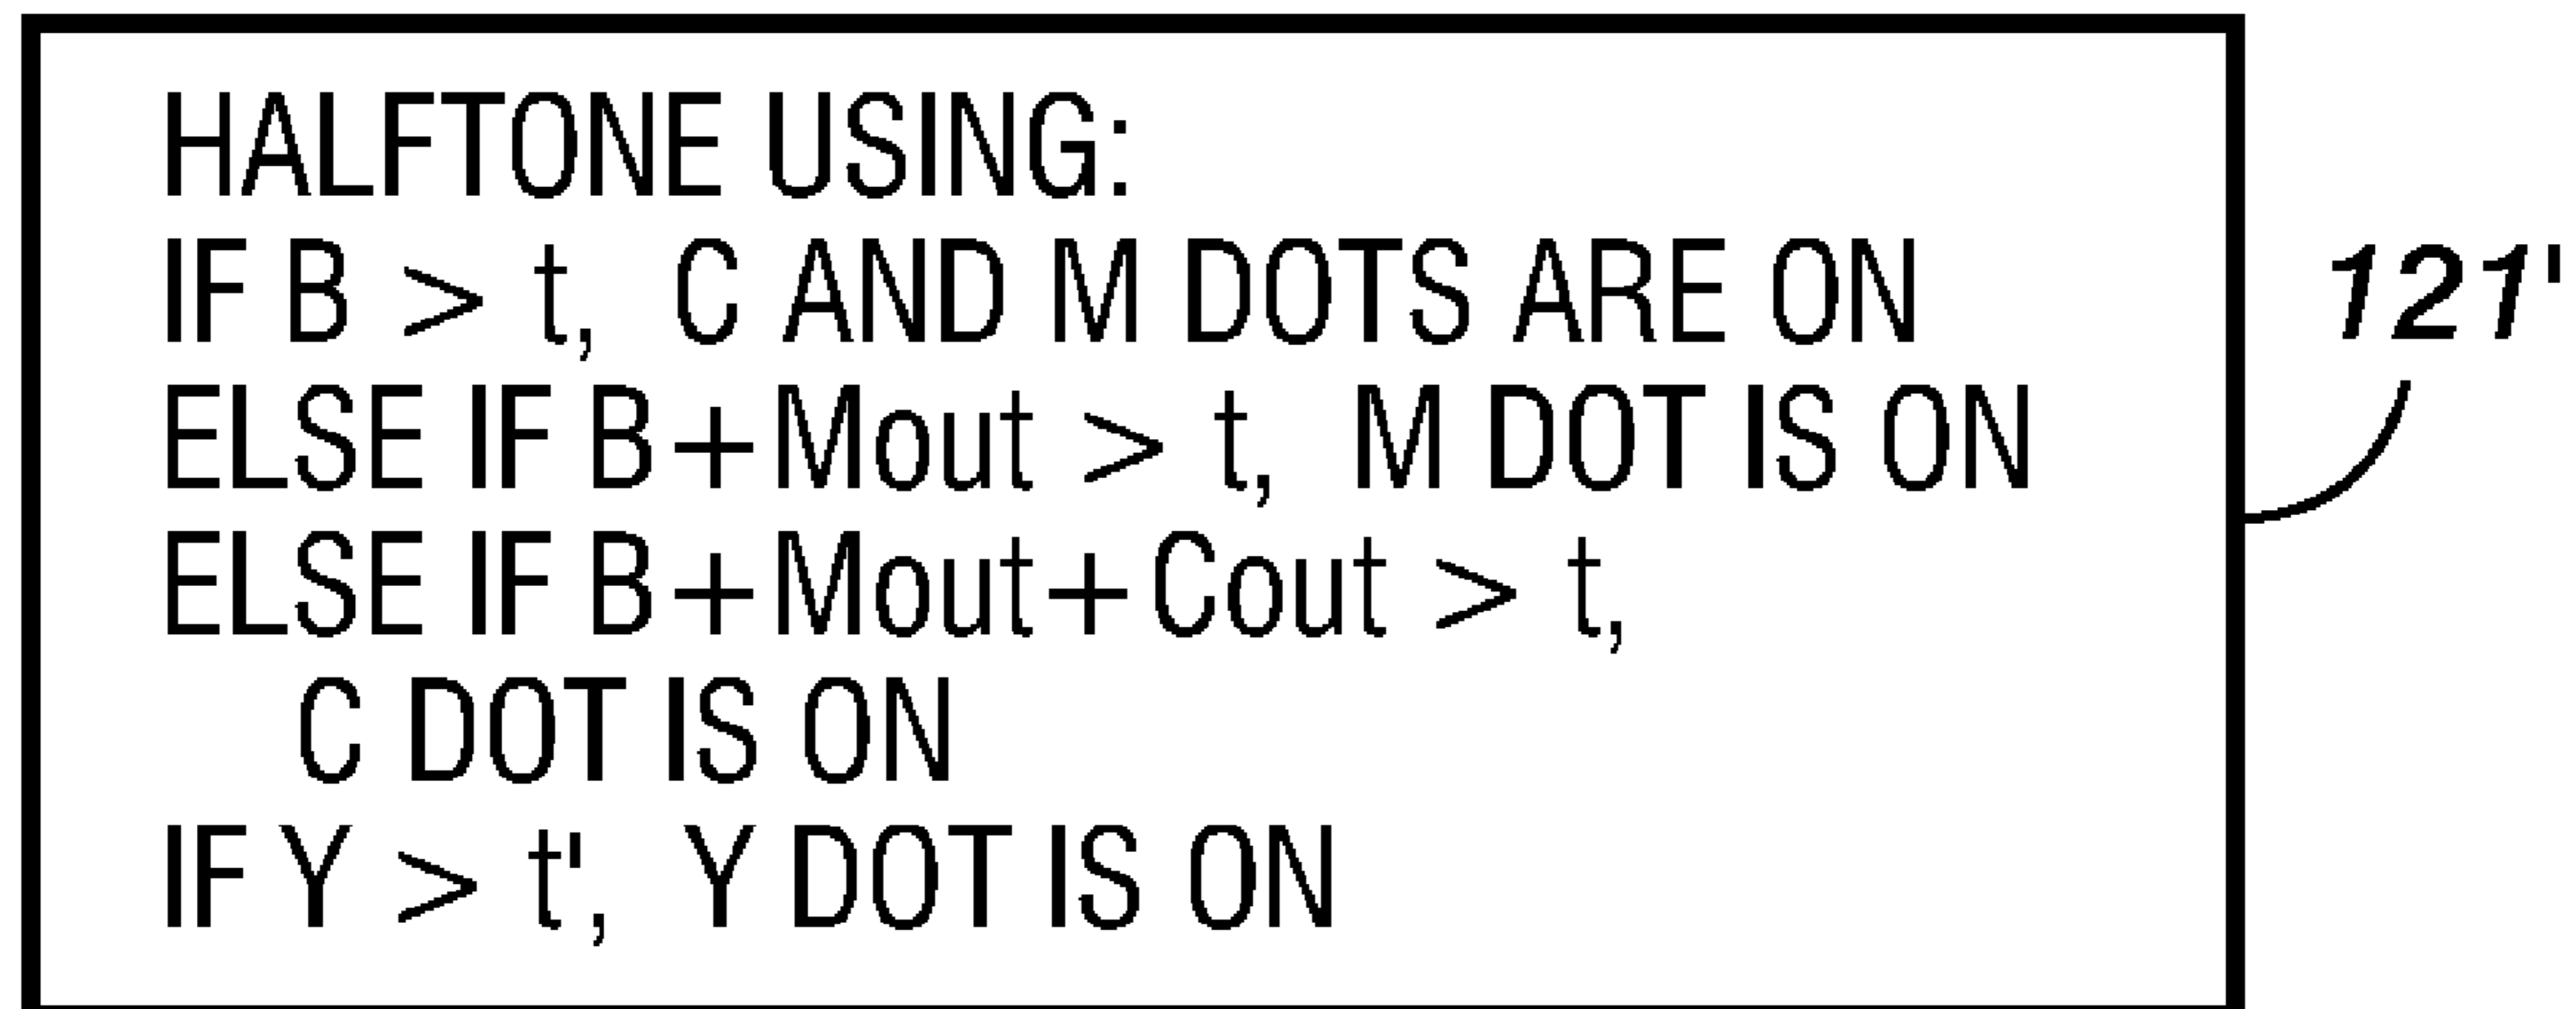 HALFTONE USING:
IF B > t, C AND M DOTS ARE ON
ELSE IF B+Mout > t, M DOT IS ON
ELSE IF B+Mout+Cout > t,
C DOT IS ON
IF Y > t', Y DOT IS ON
121'